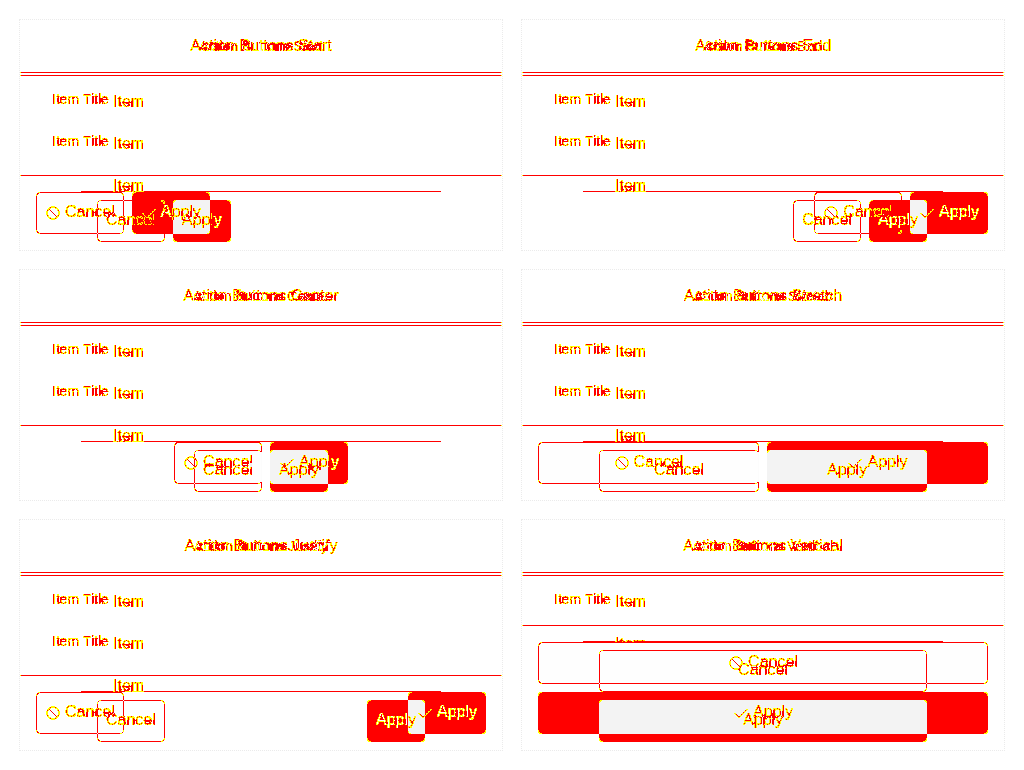 Action Buttons Start
Item Title Item
Item Title Item
Item
Cancel Apply
Cancel Apply
Action Buttons End
Item Title Item
Item Title Item
Item
Cancel Apply
Cancel Apply
Action Buttons Center
Item Title Item
Item Title Item
Item
Cancel Apply
Cancel Apply
Action Buttons Stretch
Item Title Item
Item Title Item
Item
Cancel Apply
Cancel Apply
Action Buttons Justify
Item Title Item
Item Title Item
Item
Cancel Apply
Cancel Apply
Action Buttons Vertical
Item Title Item
Item
Cancel
Cancel
Apply
Apply